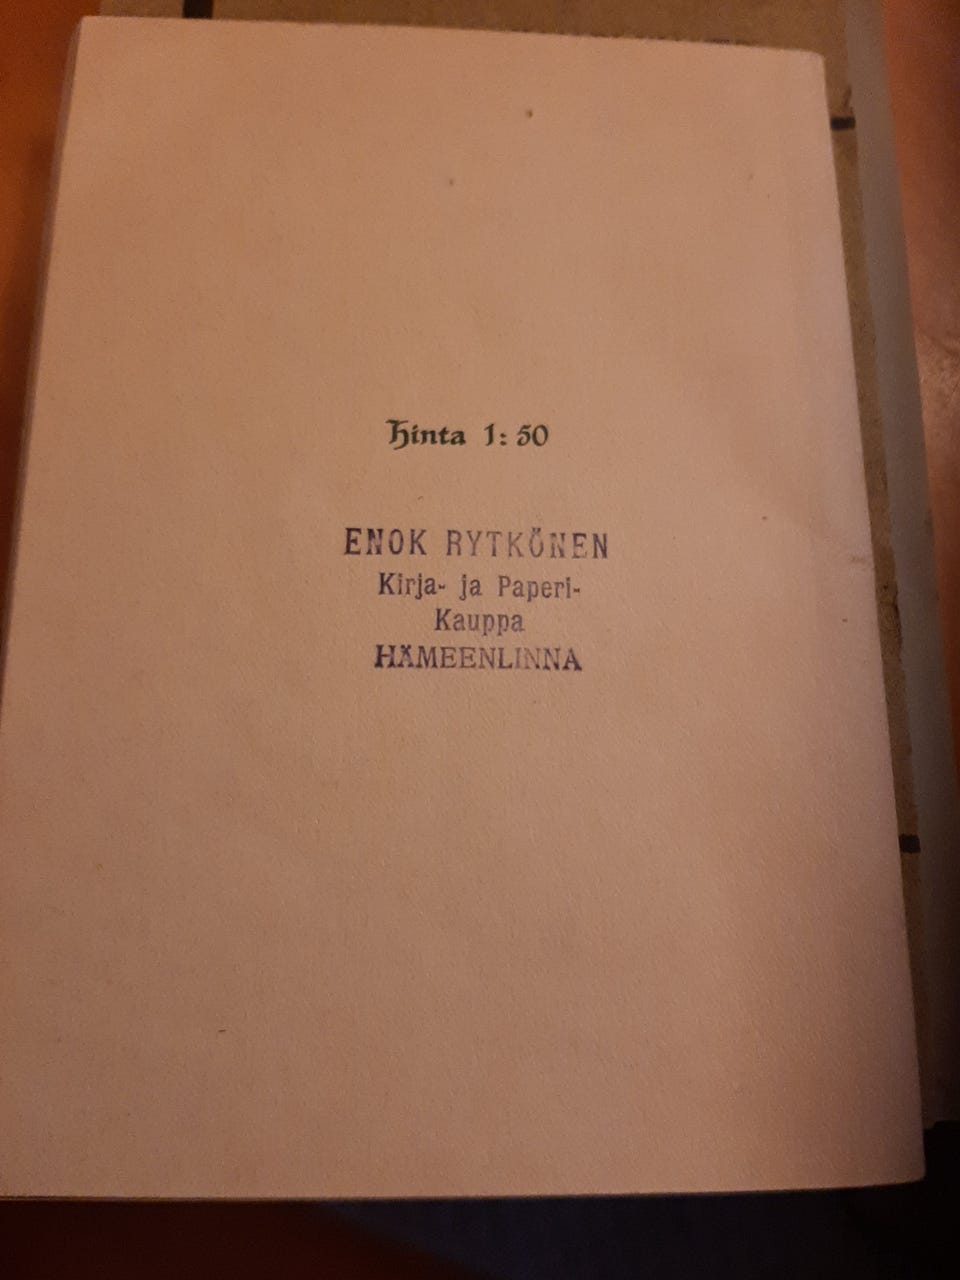 Hinta 1: 50
ENOK RYTKÖNEN
Kirja- ja Paperi-
Kauppa
HÄMEENLINNA